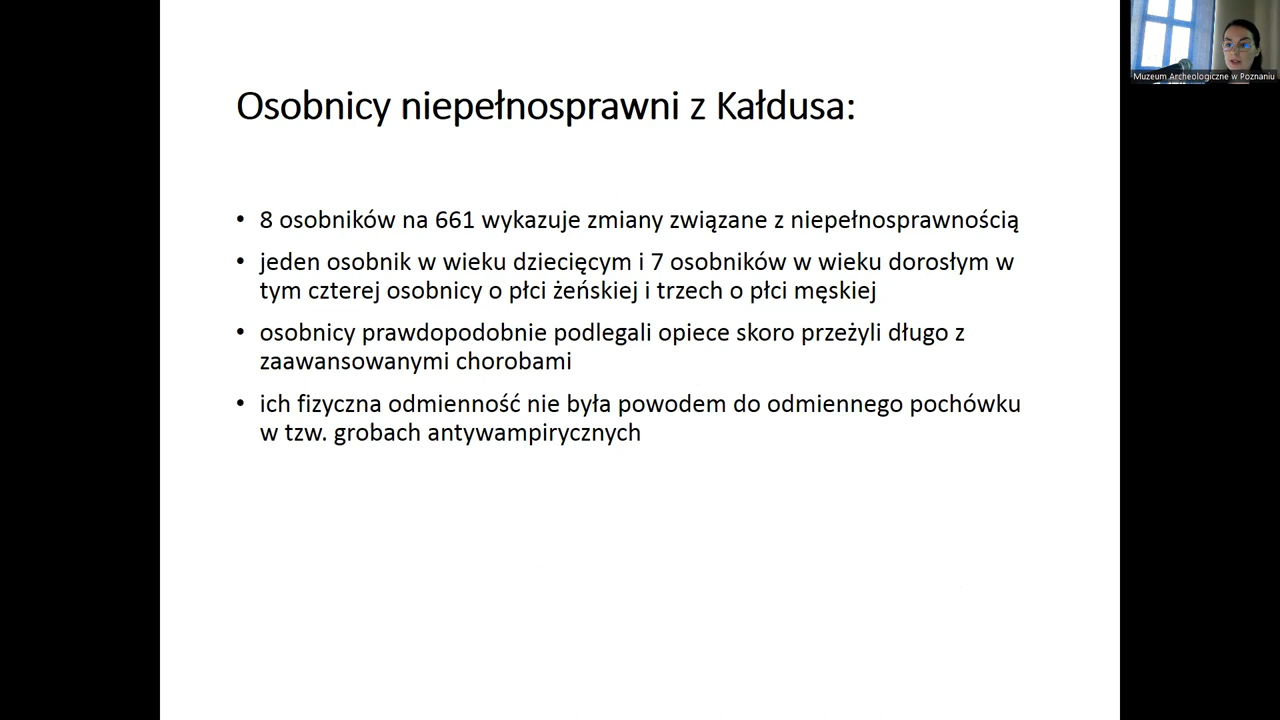 Osobnicy niepełnosprawni z Kałdusa:
• 8 osobników na 661 wykazuje zmiany związane z niepełnosprawnością
• jeden osobnik w wieku dziecięcym i 7 osobników w wieku dorosłym w
tym czterej osobnicy o płci żeńskiej i trzech o płci męskiej
• osobnicy prawdopodobnie podlegali opiece skoro przeżyli długo z
zaawansowanymi chorobami
• ich fizyczna odmienność nie była powodem do odmiennego pochówku
w tzw. grobach antywampirycznych
Muzeum Archeologiczne w Poznaniu